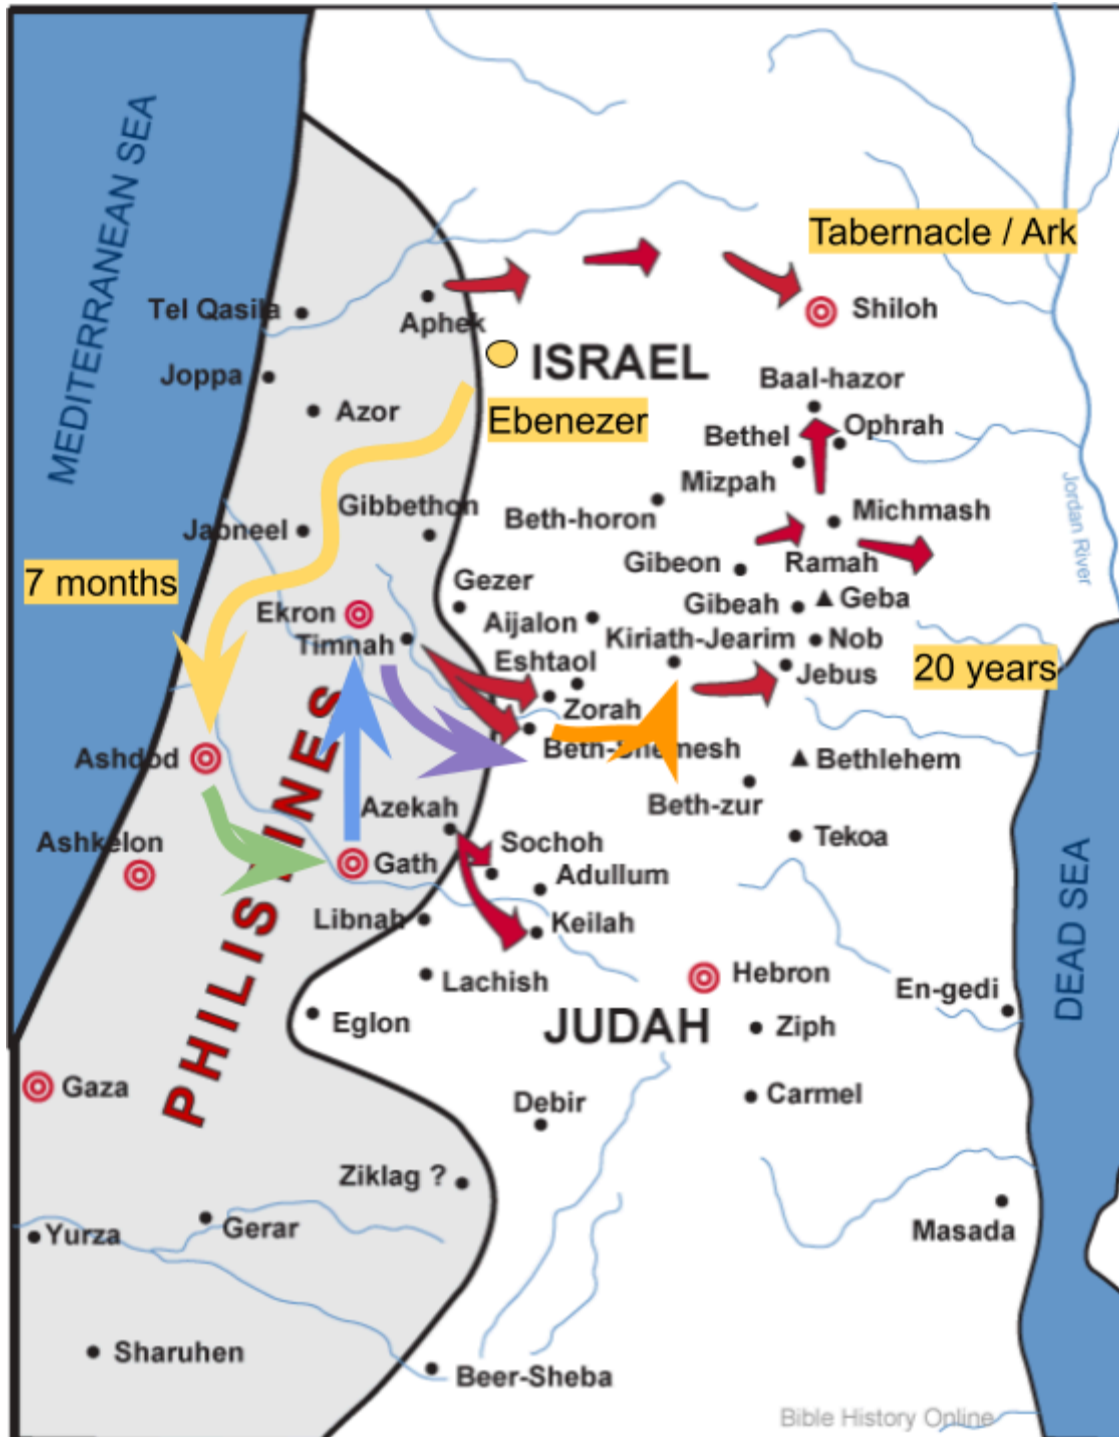 MEDITERRANEAN SEA
Tabernacle / Ark
Tel Qasila
Aphek
Shiloh
ISRAEL
Joppa
Baal-hazor
Azor
Ebenezer
Bethel
Ophrah
Mizpah
Gibbethon
Beth-horon
Michmash
Jabneel
Jordan River
7 months
Gibeon
Ramah
Gezer
Gibeah
Geba
Ekron
Aijalon
Kiriath-Jearim
Nob
Timnah
Eshtaol
Jebus
20 years
Zorah
Beth-Shemesh
Ashdod
Bethlehem
PHILISTINES
Azekah
Beth-zur
Ashkelon
Sochoh
Tekoa
Gath
Adullum
Libnah
Keilah
DEAD SEA
Lachish
Hebron
En-gedi
Eglon
JUDAH
Ziph
Gaza
Debir
Carmel
Ziklag ?
Yurza
Gerar
Masada
Sharuhen
Beer-Sheba
Bible History Online